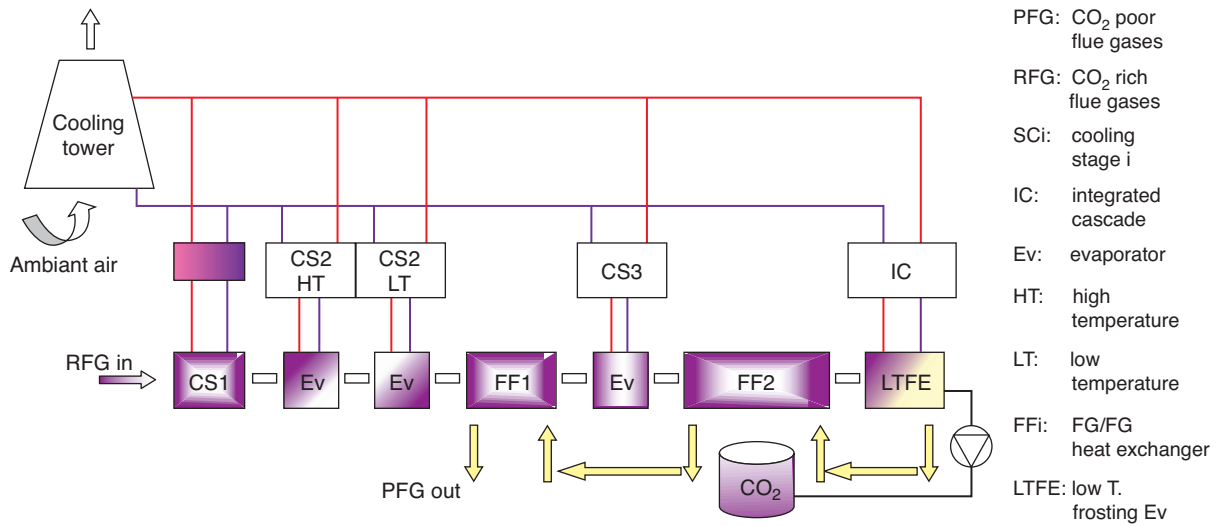 Cooling
tower
Ambiant air
CS2
HT
CS2
LT
CS3
IC
RFG in
CS1
Ev
Ev
FF1
Ev
FF2
LTFE
PFG out
CO2
PFG: CO2 poor
flue gases
RFG: CO2 rich
flue gases
SCi: cooling
stage i
IC: integrated
cascade
Ev: evaporator
HT: high
temperature
LT: low
temperature
FFi: FG/FG
heat exchanger
LTFE: low T.
frosting Ev